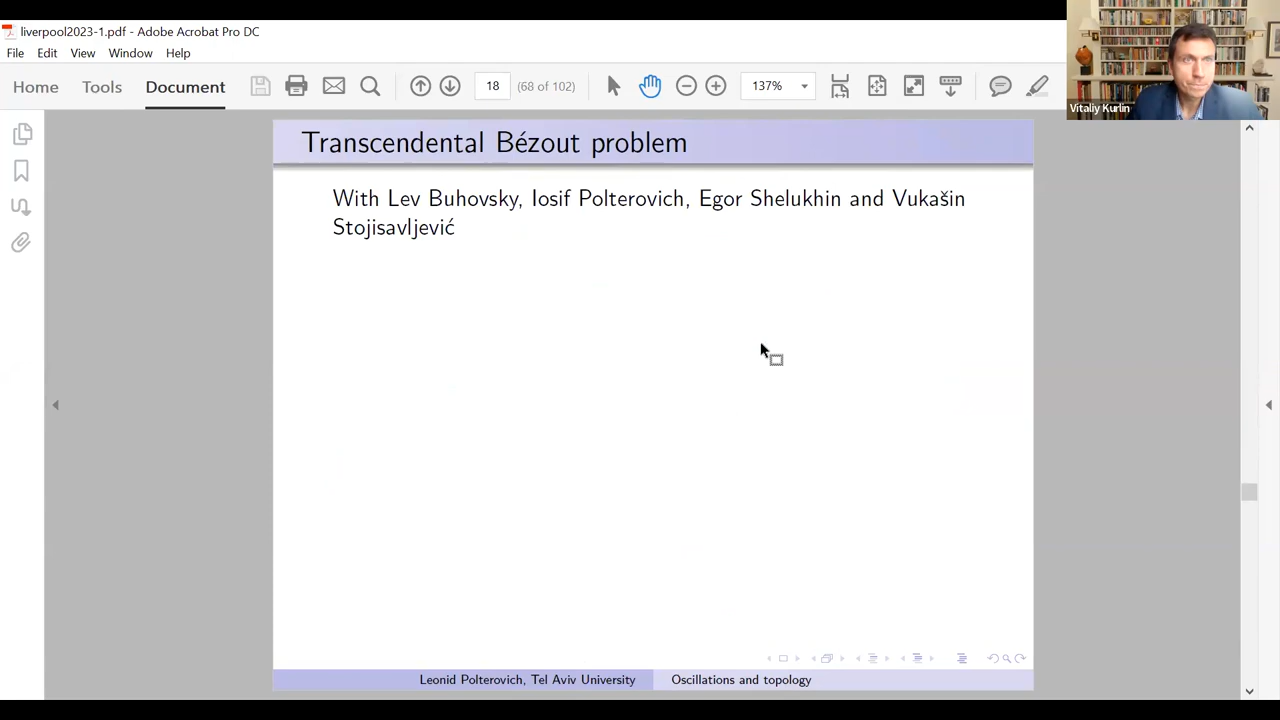 liverpool2023-1.pdf - Adobe Acrobat Pro DC
File Edit View Window Help
Home Tools Document 18 (68 of 102) 137%
Vitaliy Kurlin
Transcendental Bézout problem
With Lev Buhovsky, Iosif Polterovich, Egor Shelukhin and Vukašin
Stojisavljević
Leonid Polterovich, Tel Aviv University Oscillations and topology